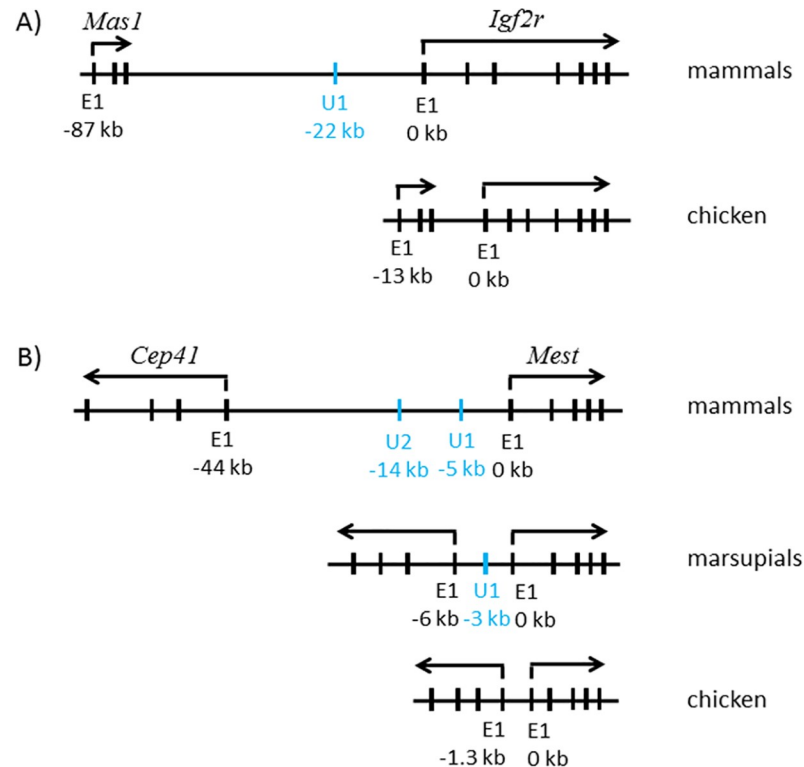 A)
Mas1 Igf2r
mammals
E1 U1 E1
-87 kb -22 kb 0 kb
chicken
E1 E1
-13 kb 0 kb
B)
Cep41 Mest
mammals
E1 U2 U1 E1
-44 kb -14 kb -5 kb 0 kb
marsupials
E1 U1 E1
-6 kb -3 kb 0 kb
chicken
E1 E1
-1.3 kb 0 kb